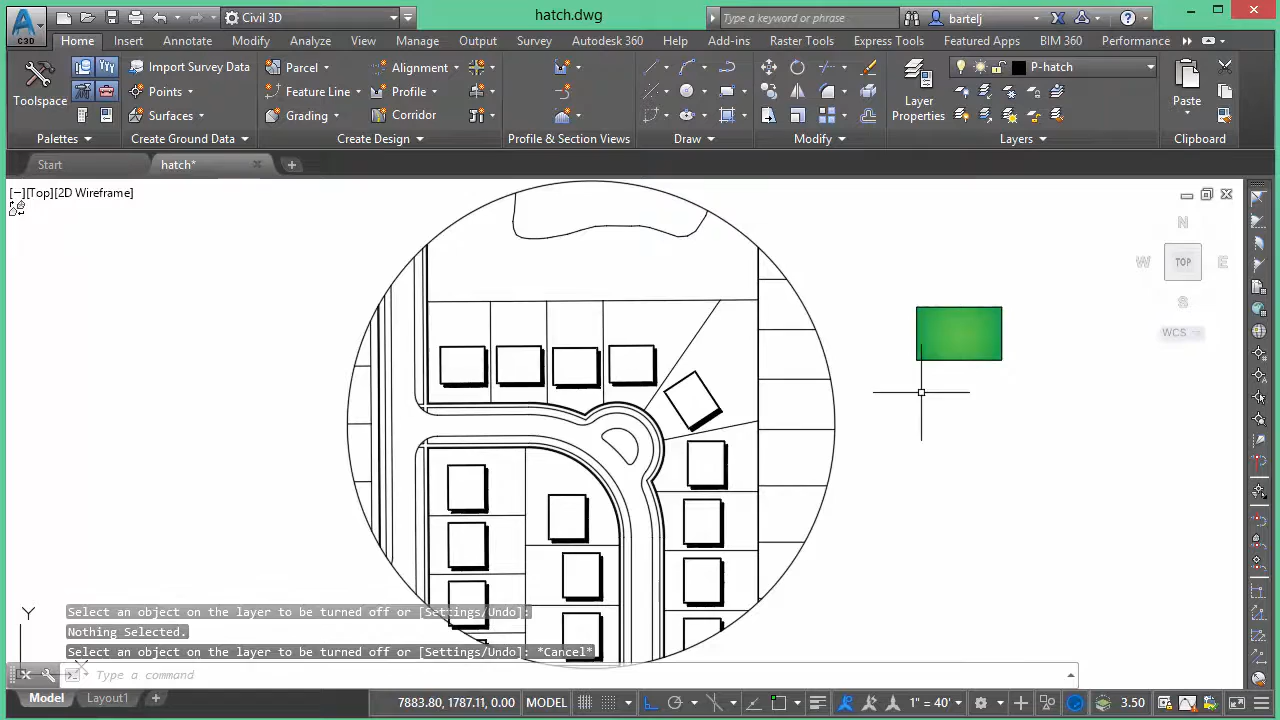 A
C3D
Autodesk Civil 3D
hatch.dwg
Type a keyword or phrase
bartelj
?
Home Insert Annotate Modify Analyze View Manage Output Survey Autodesk 360 Help Add-ins Raster Tools Express Tools Featured Apps BIM 360 Performance
Toolspace
Palettes
Import Survey Data
Points
Surfaces
Create Ground Data
Parcel
Feature Line
Grading
Alignment
Profile
Corridor
Create Design
Profile & Section Views
Draw
Modify
Layer
Properties
P-hatch
Layers
Paste
Clipboard
Start
hatch*
[−][Top][2D Wireframe]
N
W TOP E
S
WCS
Select an object on the layer to be turned off or [Settings/Undo]:
Nothing Selected.
Select an object on the layer to be turned off or [Settings/Undo]: *Cancel*
Y
X
Type a command
Model Layout1 +
7883.80, 1787.11, 0.00 MODEL
1" = 40'
3.50